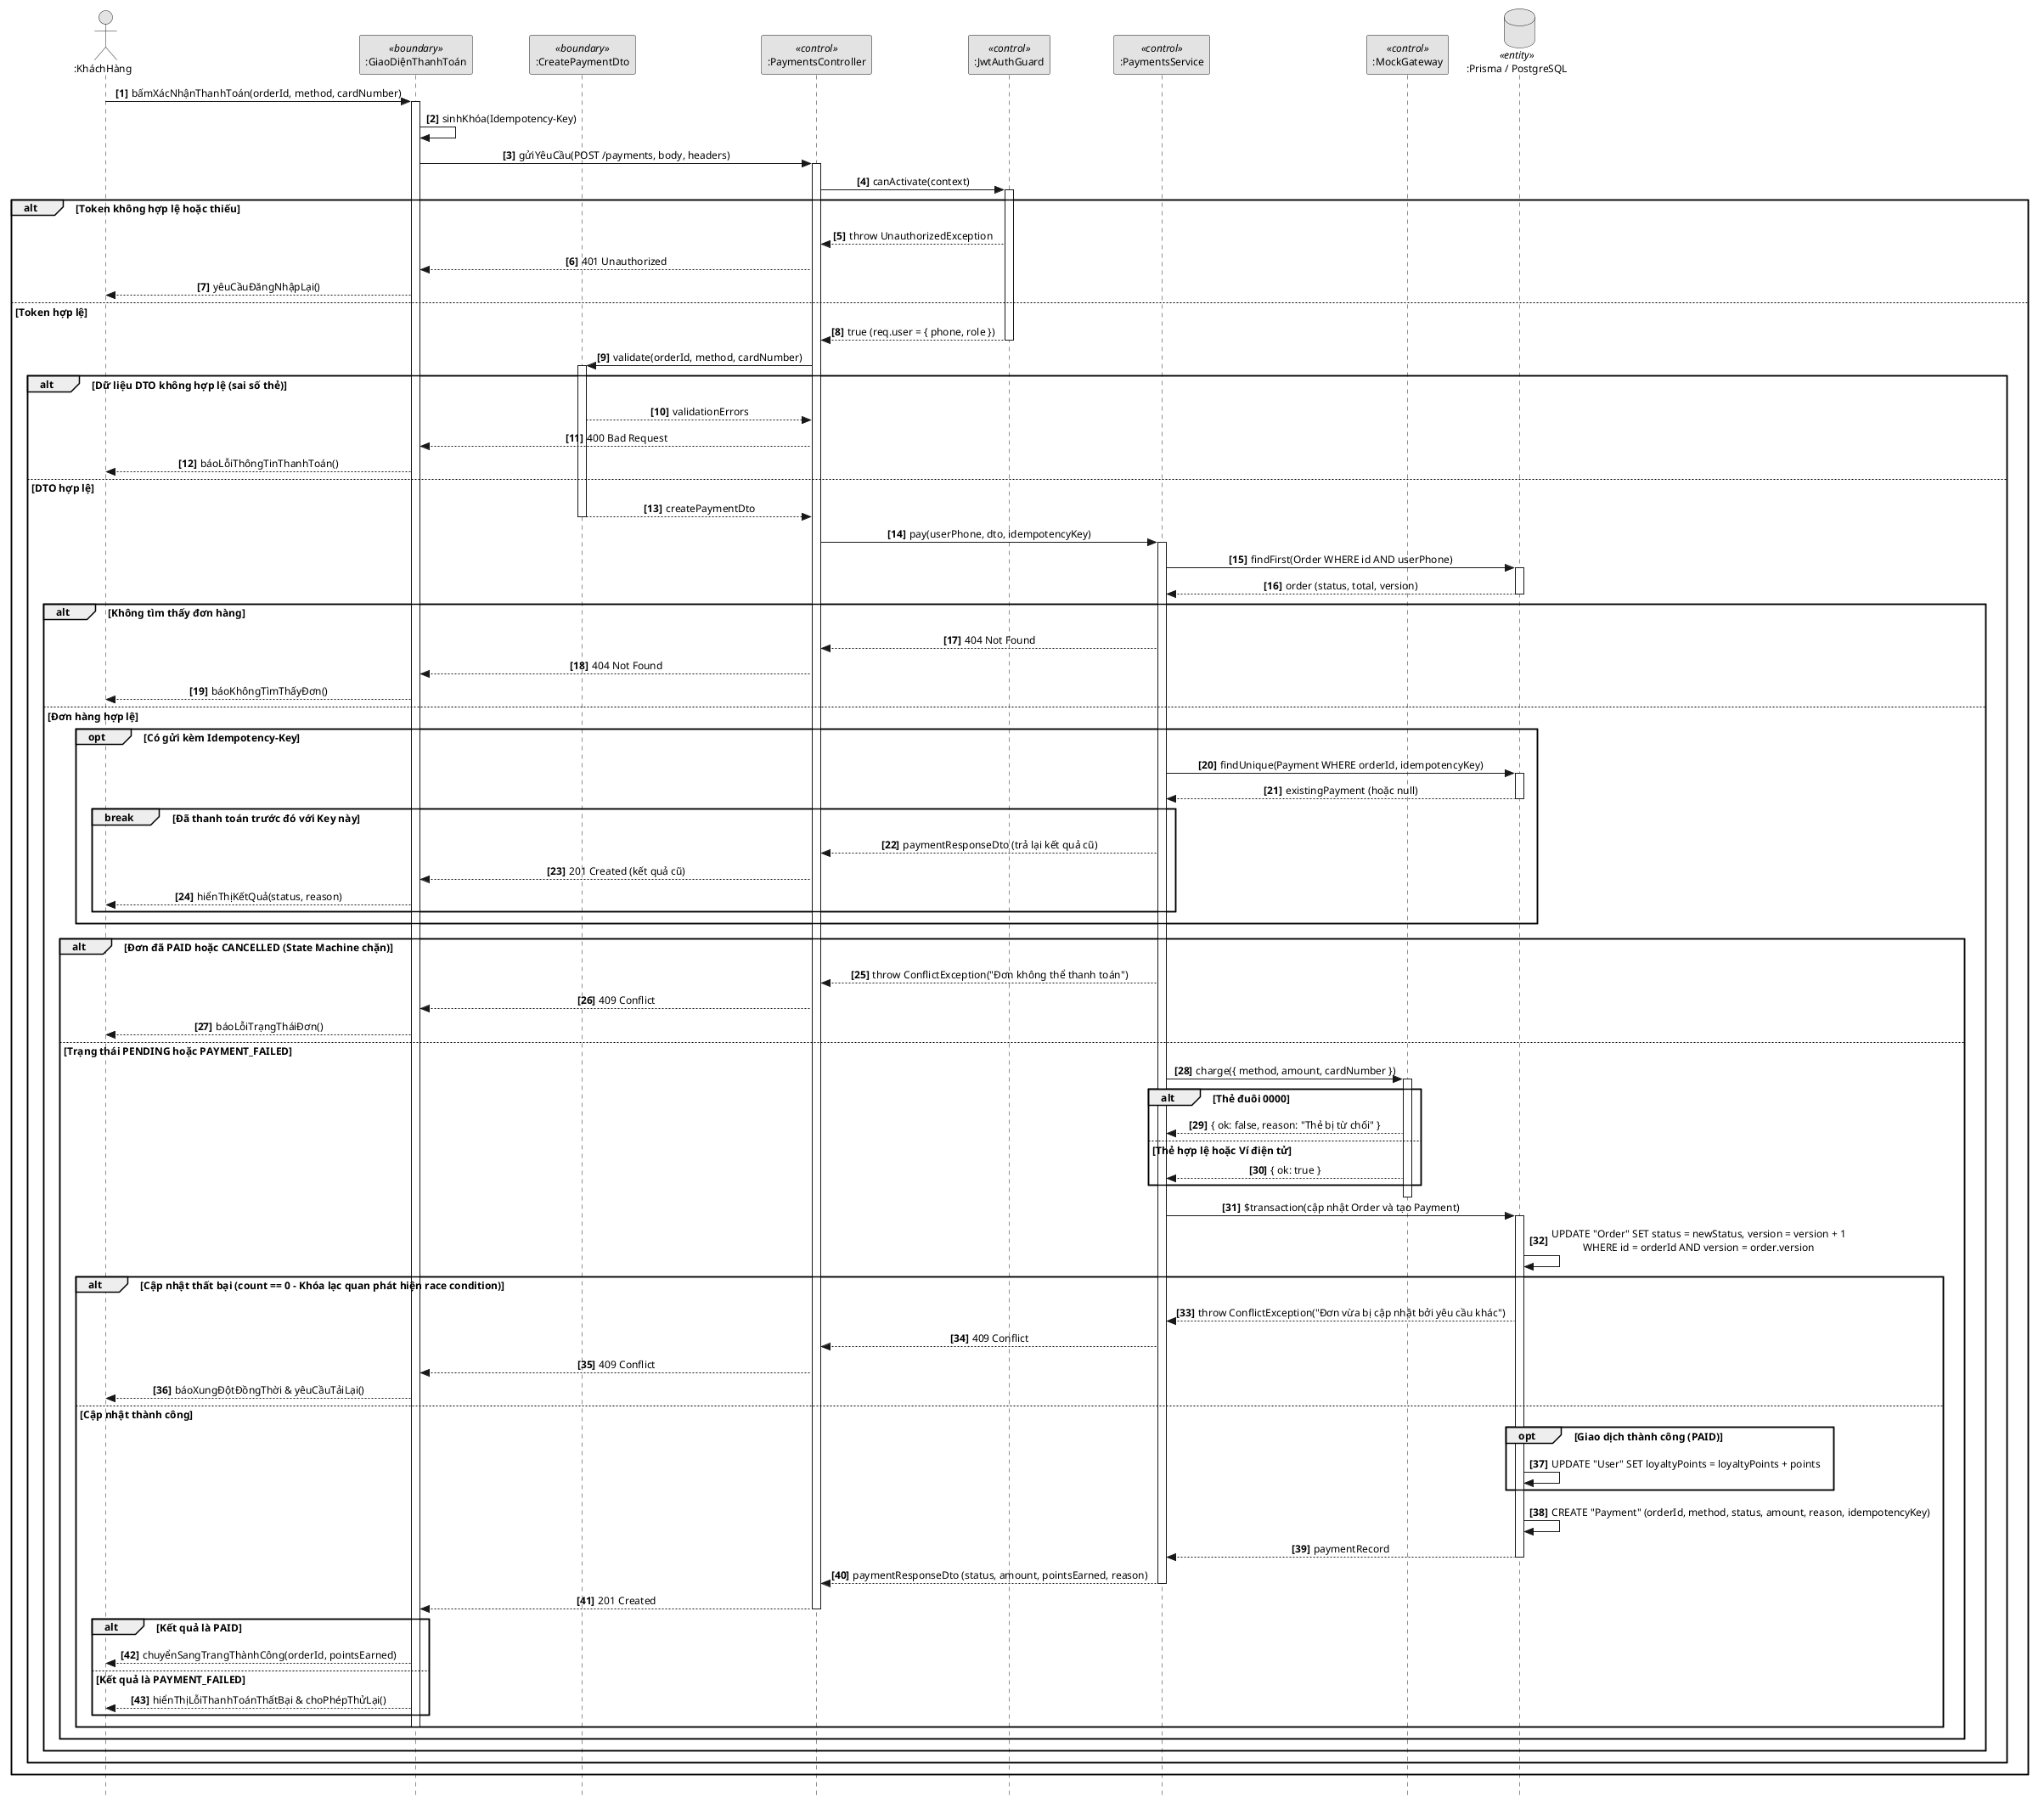 :KháchHàng
«boundary»
:GiaoDiệnThanhToán
«boundary»
:CreatePaymentDto
«control»
:PaymentsController
«control»
:JwtAuthGuard
«control»
:PaymentsService
«control»
:MockGateway
«entity»
:Prisma / PostgreSQL
[1] bấmXácNhậnThanhToán(orderId, method, cardNumber)
[2] sinhKhóa(Idempotency-Key)
[3] gửiYêuCầu(POST /payments, body, headers)
[4] canActivate(context)
alt [Token không hợp lệ hoặc thiếu]
[5] throw UnauthorizedException
[6] 401 Unauthorized
[7] yêuCầuĐăngNhậpLại()
[Token hợp lệ]
[8] true (req.user = { phone, role })
[9] validate(orderId, method, cardNumber)
alt [Dữ liệu DTO không hợp lệ (sai số thẻ)]
[10] validationErrors
[11] 400 Bad Request
[12] báoLỗiThôngTinThanhToán()
[DTO hợp lệ]
[13] createPaymentDto
[14] pay(userPhone, dto, idempotencyKey)
[15] findFirst(Order WHERE id AND userPhone)
[16] order (status, total, version)
alt [Không tìm thấy đơn hàng]
[17] 404 Not Found
[18] 404 Not Found
[19] báoKhôngTìmThấyĐơn()
[Đơn hàng hợp lệ]
opt [Có gửi kèm Idempotency-Key]
[20] findUnique(Payment WHERE orderId, idempotencyKey)
[21] existingPayment (hoặc null)
break [Đã thanh toán trước đó với Key này]
[22] paymentResponseDto (trả lại kết quả cũ)
[23] 201 Created (kết quả cũ)
[24] hiểnThịKếtQuả(status, reason)
alt [Đơn đã PAID hoặc CANCELLED (State Machine chặn)]
[25] throw ConflictException("Đơn không thể thanh toán")
[26] 409 Conflict
[27] báoLỗiTrạngTháiĐơn()
[Trạng thái PENDING hoặc PAYMENT_FAILED]
[28] charge({ method, amount, cardNumber })
alt [Thẻ đuôi 0000]
[29] { ok: false, reason: "Thẻ bị từ chối" }
[Thẻ hợp lệ hoặc Ví điện tử]
[30] { ok: true }
[31] $transaction(cập nhật Order và tạo Payment)
[32] UPDATE "Order" SET status = newStatus, version = version + 1
WHERE id = orderId AND version = order.version
alt [Cập nhật thất bại (count == 0 - Khóa lạc quan phát hiện race condition)]
[33] throw ConflictException("Đơn vừa bị cập nhật bởi yêu cầu khác")
[34] 409 Conflict
[35] 409 Conflict
[36] báoXungĐộtĐồngThời & yêuCầuTảiLại()
[Cập nhật thành công]
opt [Giao dịch thành công (PAID)]
[37] UPDATE "User" SET loyaltyPoints = loyaltyPoints + points
[38] CREATE "Payment" (orderId, method, status, amount, reason, idempotencyKey)
[39] paymentRecord
[40] paymentResponseDto (status, amount, pointsEarned, reason)
[41] 201 Created
alt [Kết quả là PAID]
[42] chuyểnSangTrangThànhCông(orderId, pointsEarned)
[Kết quả là PAYMENT_FAILED]
[43] hiểnThịLỗiThanhToánThấtBại & choPhépThửLại()